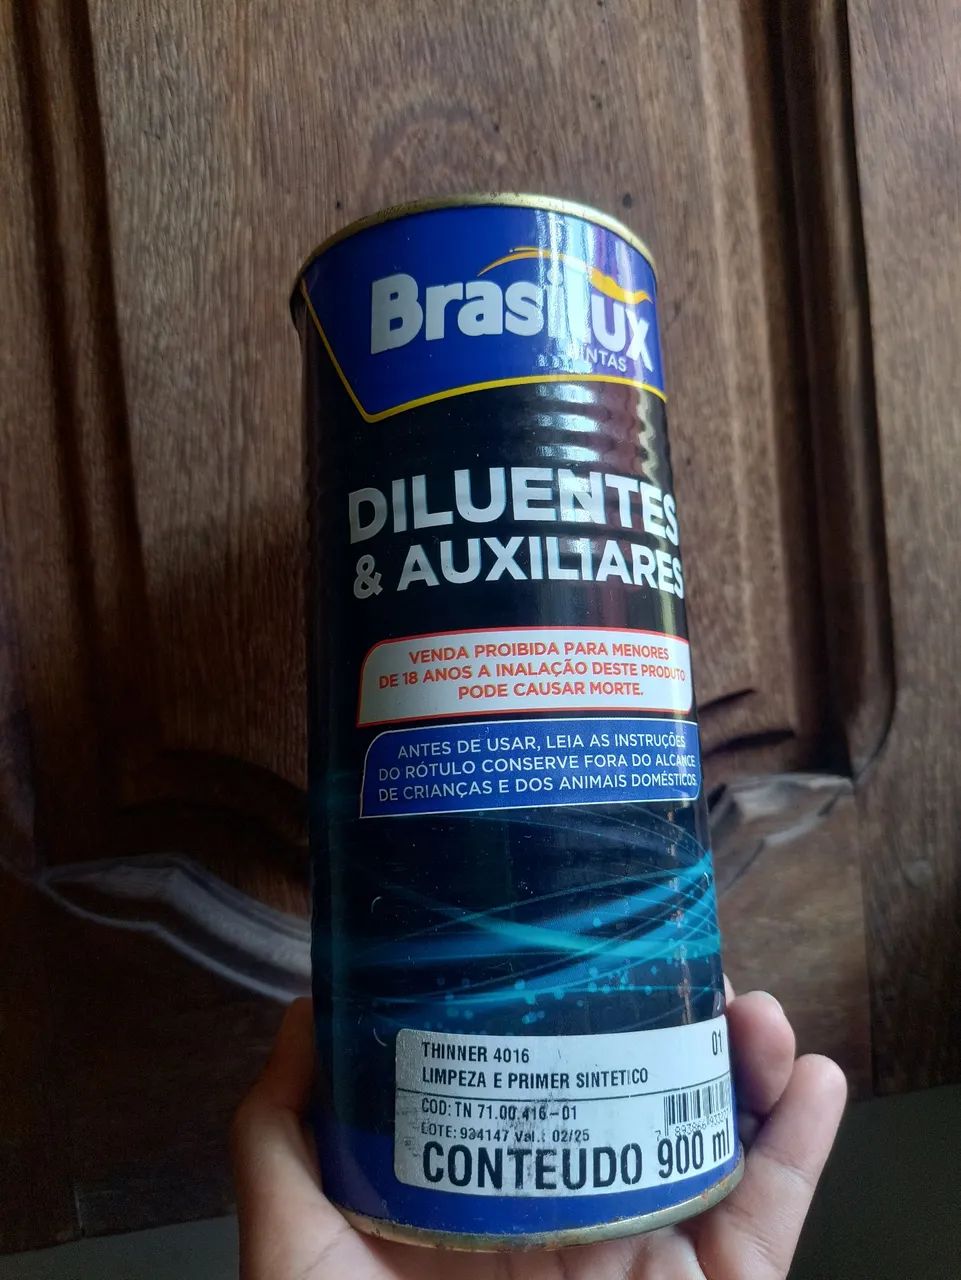 Brasilux
TINTAS
DILUENTES
& AUXILIARES
VENDA PROIBIDA PARA MENORES
DE 18 ANOS A INALAÇÃO DESTE PRODUTO
PODE CAUSAR MORTE.
ANTES DE USAR, LEIA AS INSTRUÇÕES
DO RÓTULO CONSERVE FORA DO ALCANCE
DE CRIANÇAS E DOS ANIMAIS DOMÉSTICOS.
THINNER 4016 01
LIMPEZA E PRIMER SINTETICO
COD: TN 71.00.416-01
LOTE: 934147 Val.: 02/25
CONTEUDO 900 ml